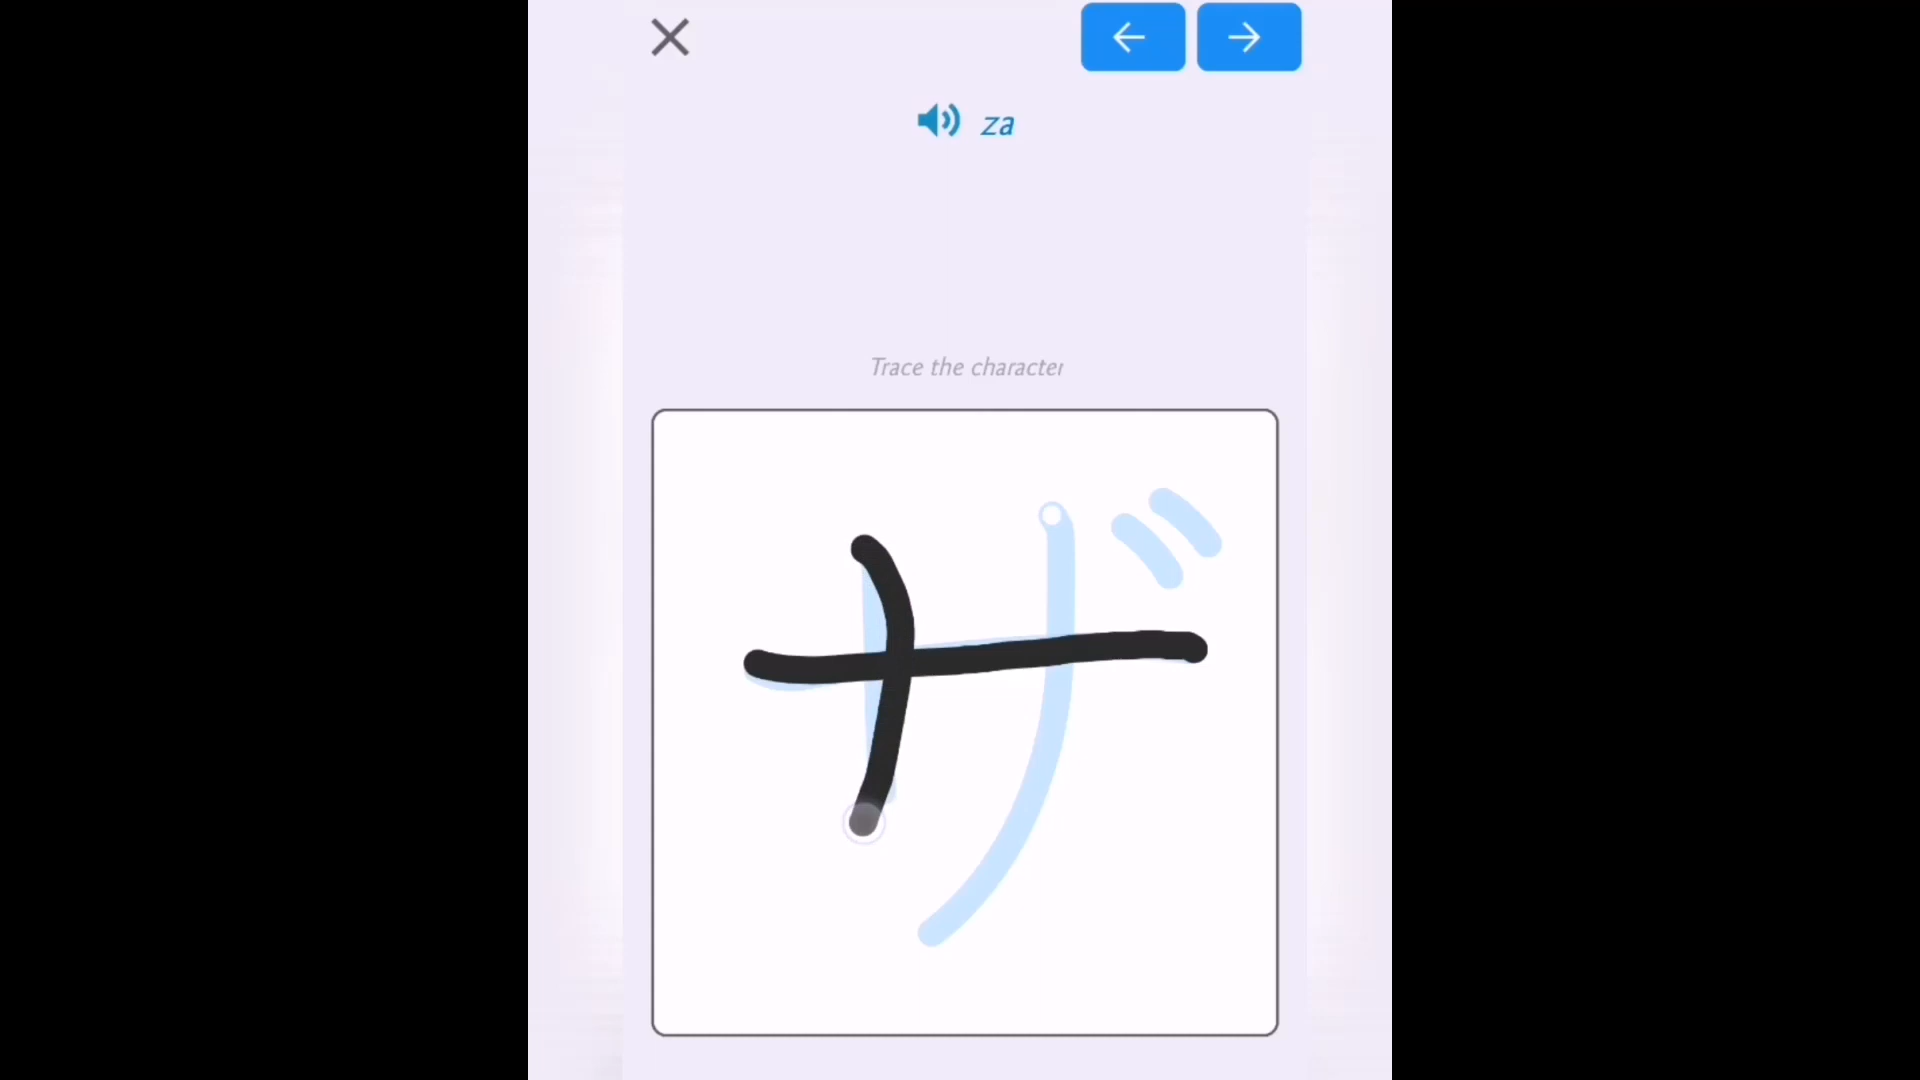 za
Trace the character
ザ